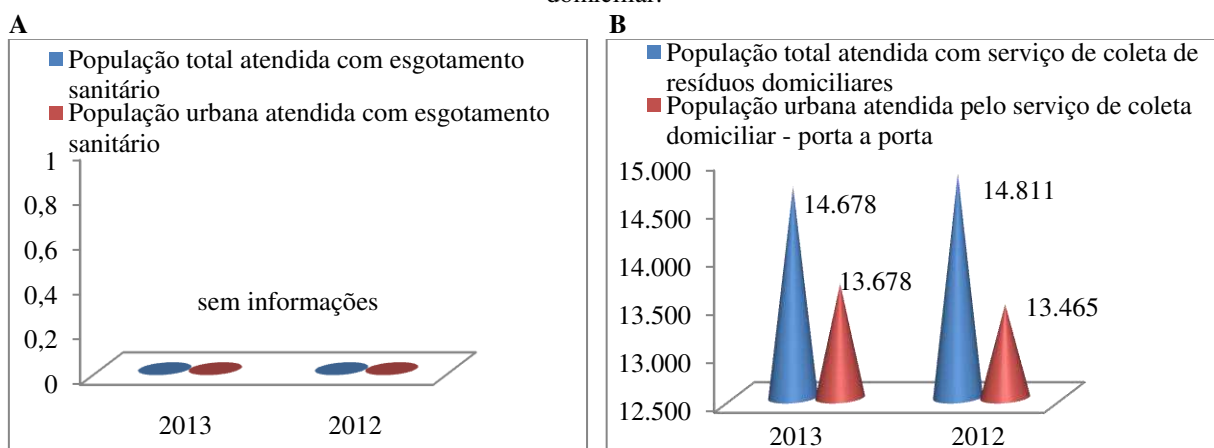 domiciliar.
A
População total atendida com esgotamento
sanitário
População urbana atendida com esgotamento
sanitário
1
0,8
0,6
0,4
0,2
0
sem informações
2013
2012
B
População total atendida com serviço de coleta de
resíduos domiciliares
População urbana atendida pelo serviço de coleta
domiciliar - porta a porta
15.000
14.500
14.000
13.500
13.000
12.500
14.678
13.678
14.811
13.465
2013
2012